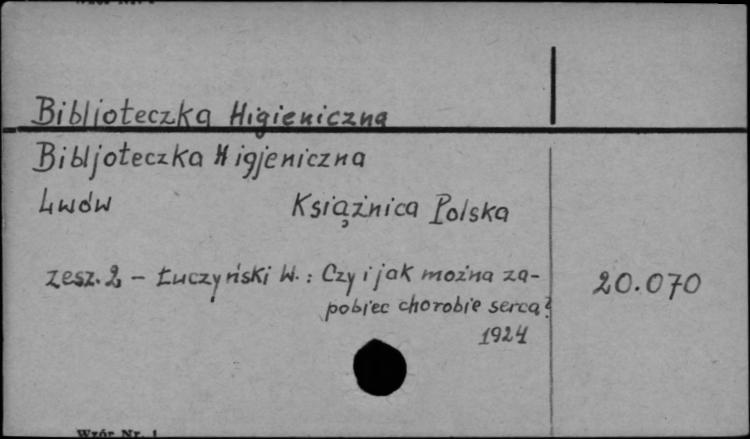 Bibljoteczka Higieniczna
Bibljoteczka Higjeniczna
Lwów Książnica Polska
zesz. 2 – Łuczyński W. : Czy i jak można za- 20.070
pobiec chorobie serca?
1924
Wzór Nr. 1